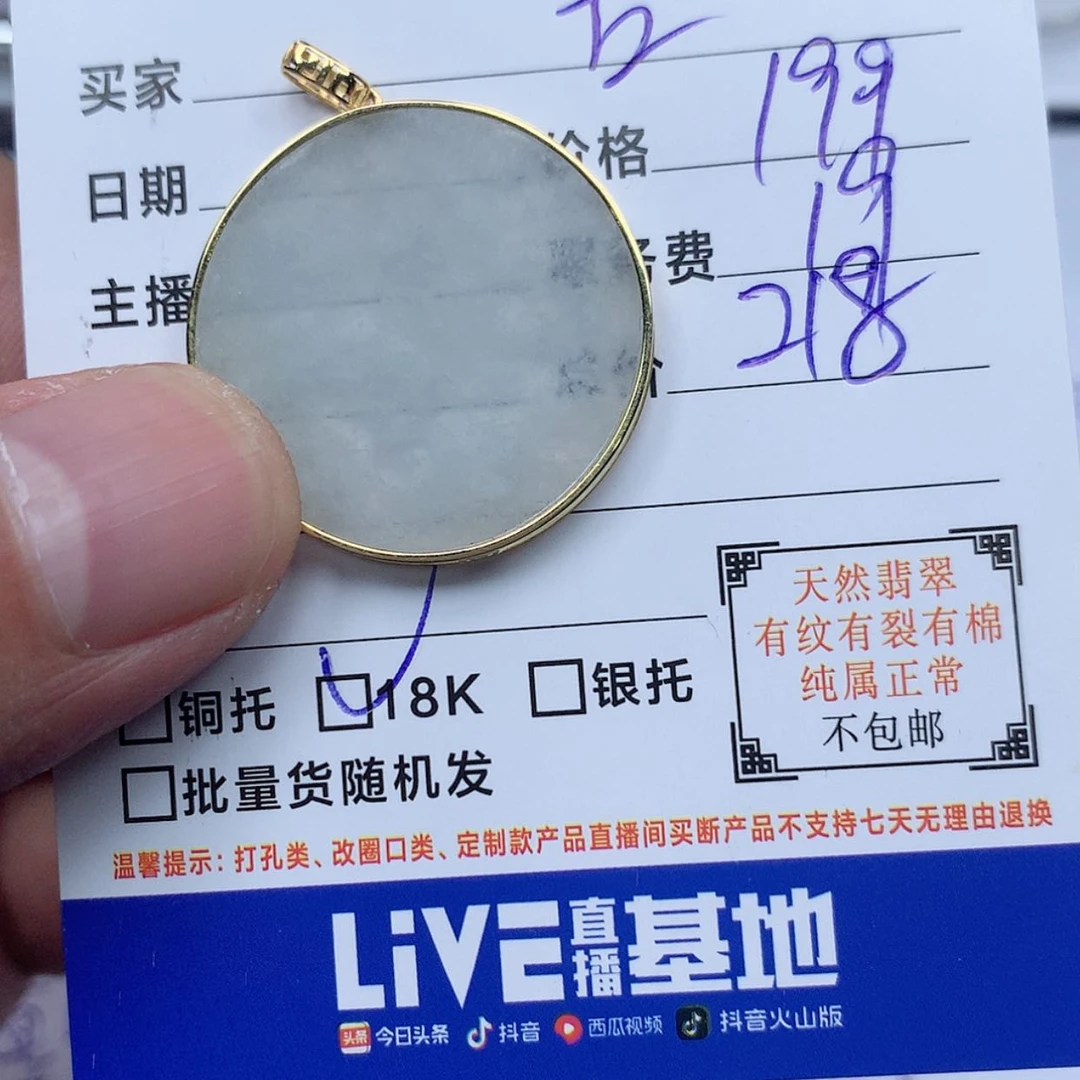 买家
价格 199
日期
务费 19
主播 218
价
铜托 18K 银托
批量货随机发
天然翡翠
有纹有裂有棉
纯属正常
不包邮
温馨提示：打孔类、改圈口类、定制款产品直播间买断产品不支持七天无理由退换
LiVE直播基地
头条 今日头条 抖音 西瓜视频 抖音火山版